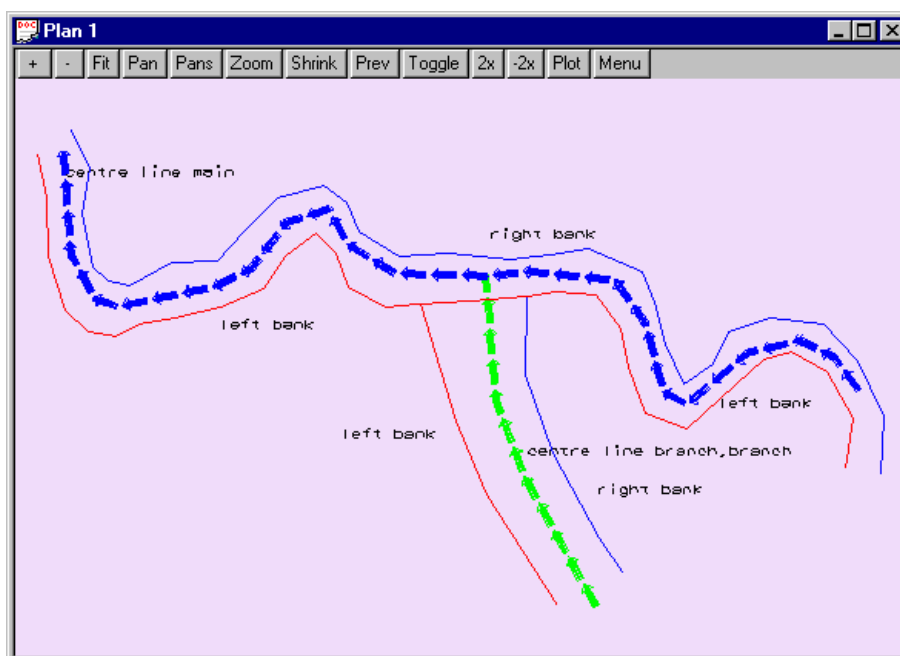 DOC
Plan 1
+ - Fit Pan Pans Zoom Shrink Prev Toggle 2x -2x Plot Menu
centre line main
right bank
left bank
left bank
left bank
centre line branch,branch
right bank